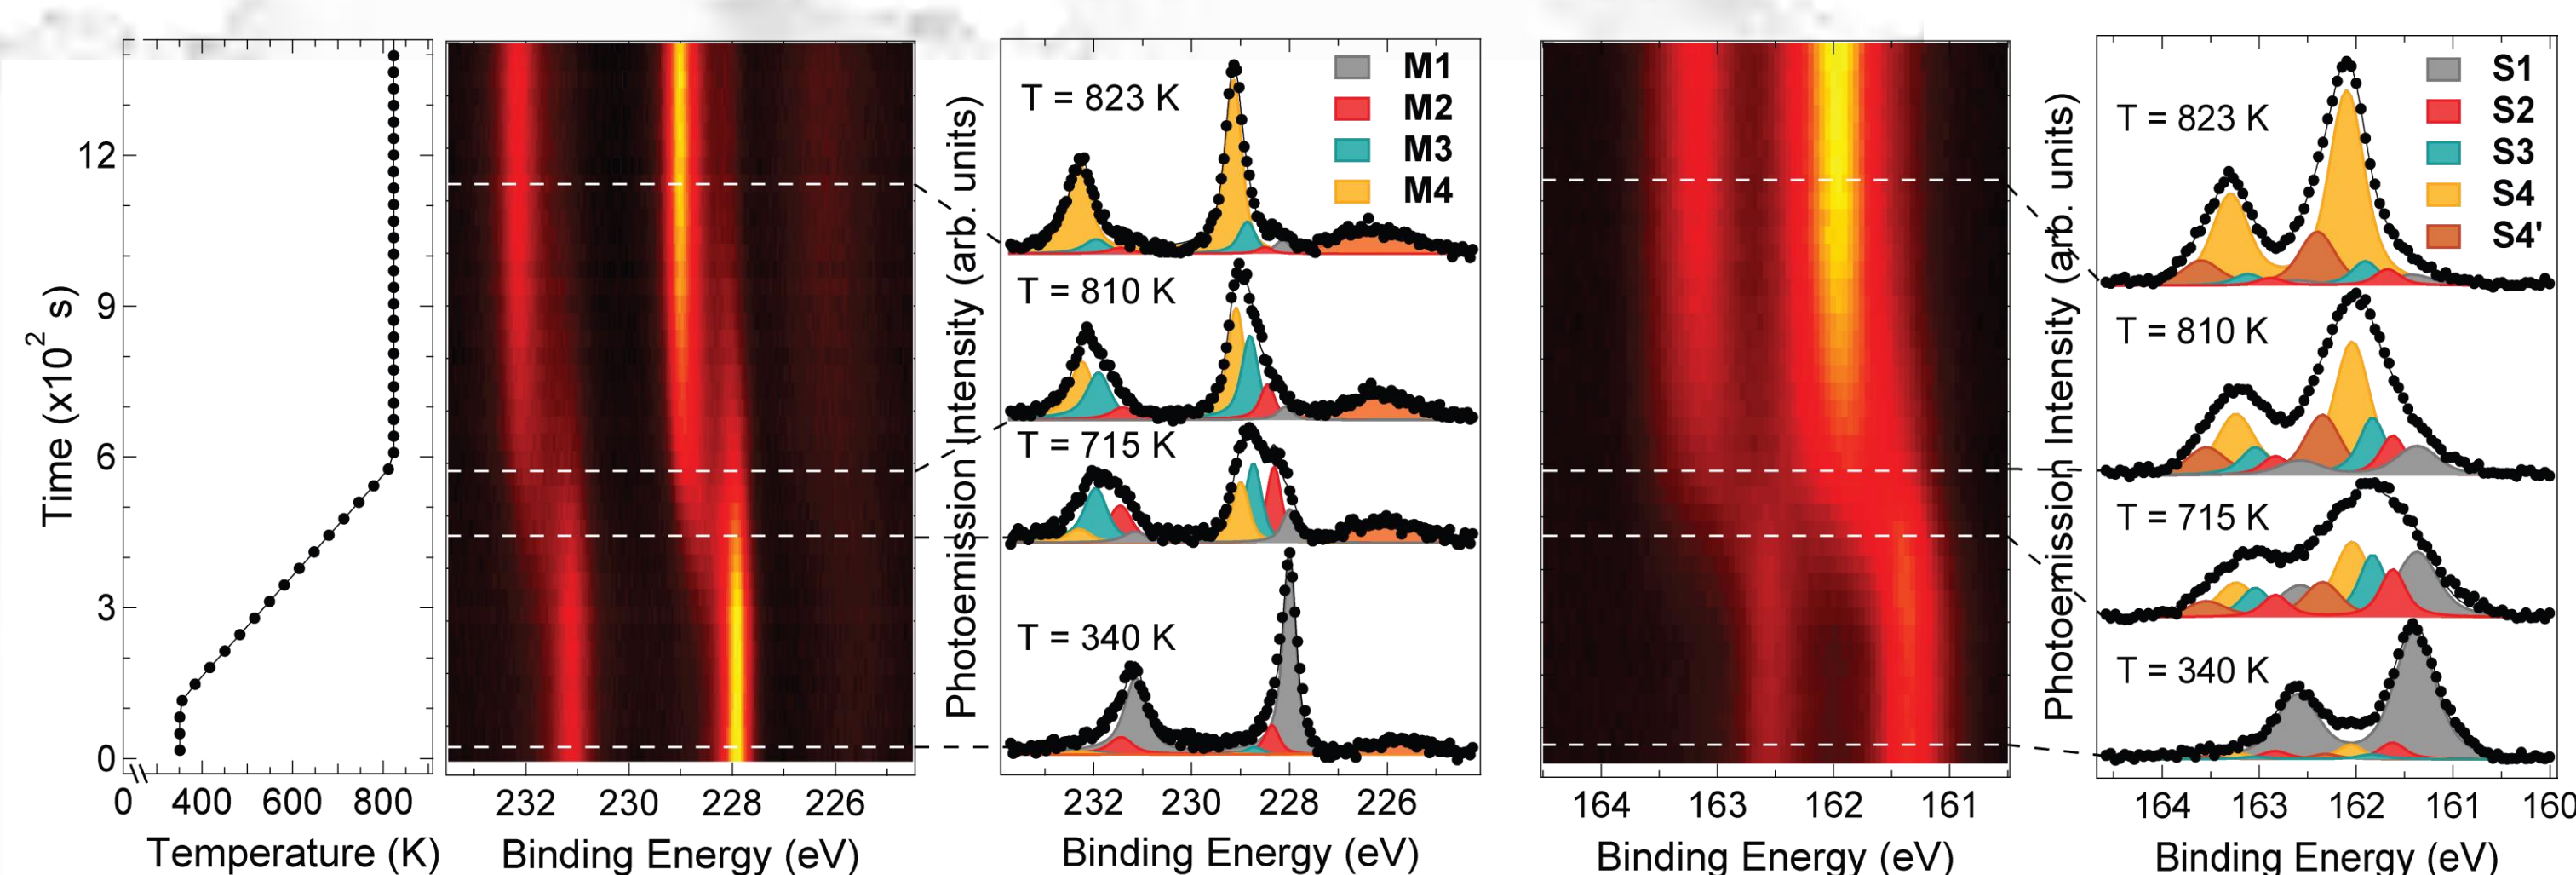 Time (x10² s)
12
9
6
3
0
0 400 600 800
Temperature (K)
232 230 228 226
Binding Energy (eV)
Photoemission Intensity (arb. units)
T = 823 K
T = 810 K
T = 715 K
T = 340 K
M1
M2
M3
M4
232 230 228 226
Binding Energy (eV)
164 163 162 161
Binding Energy (eV)
Photoemission Intensity (arb. units)
T = 823 K
T = 810 K
T = 715 K
T = 340 K
S1
S2
S3
S4
S4'
164 163 162 161 160
Binding Energy (eV)